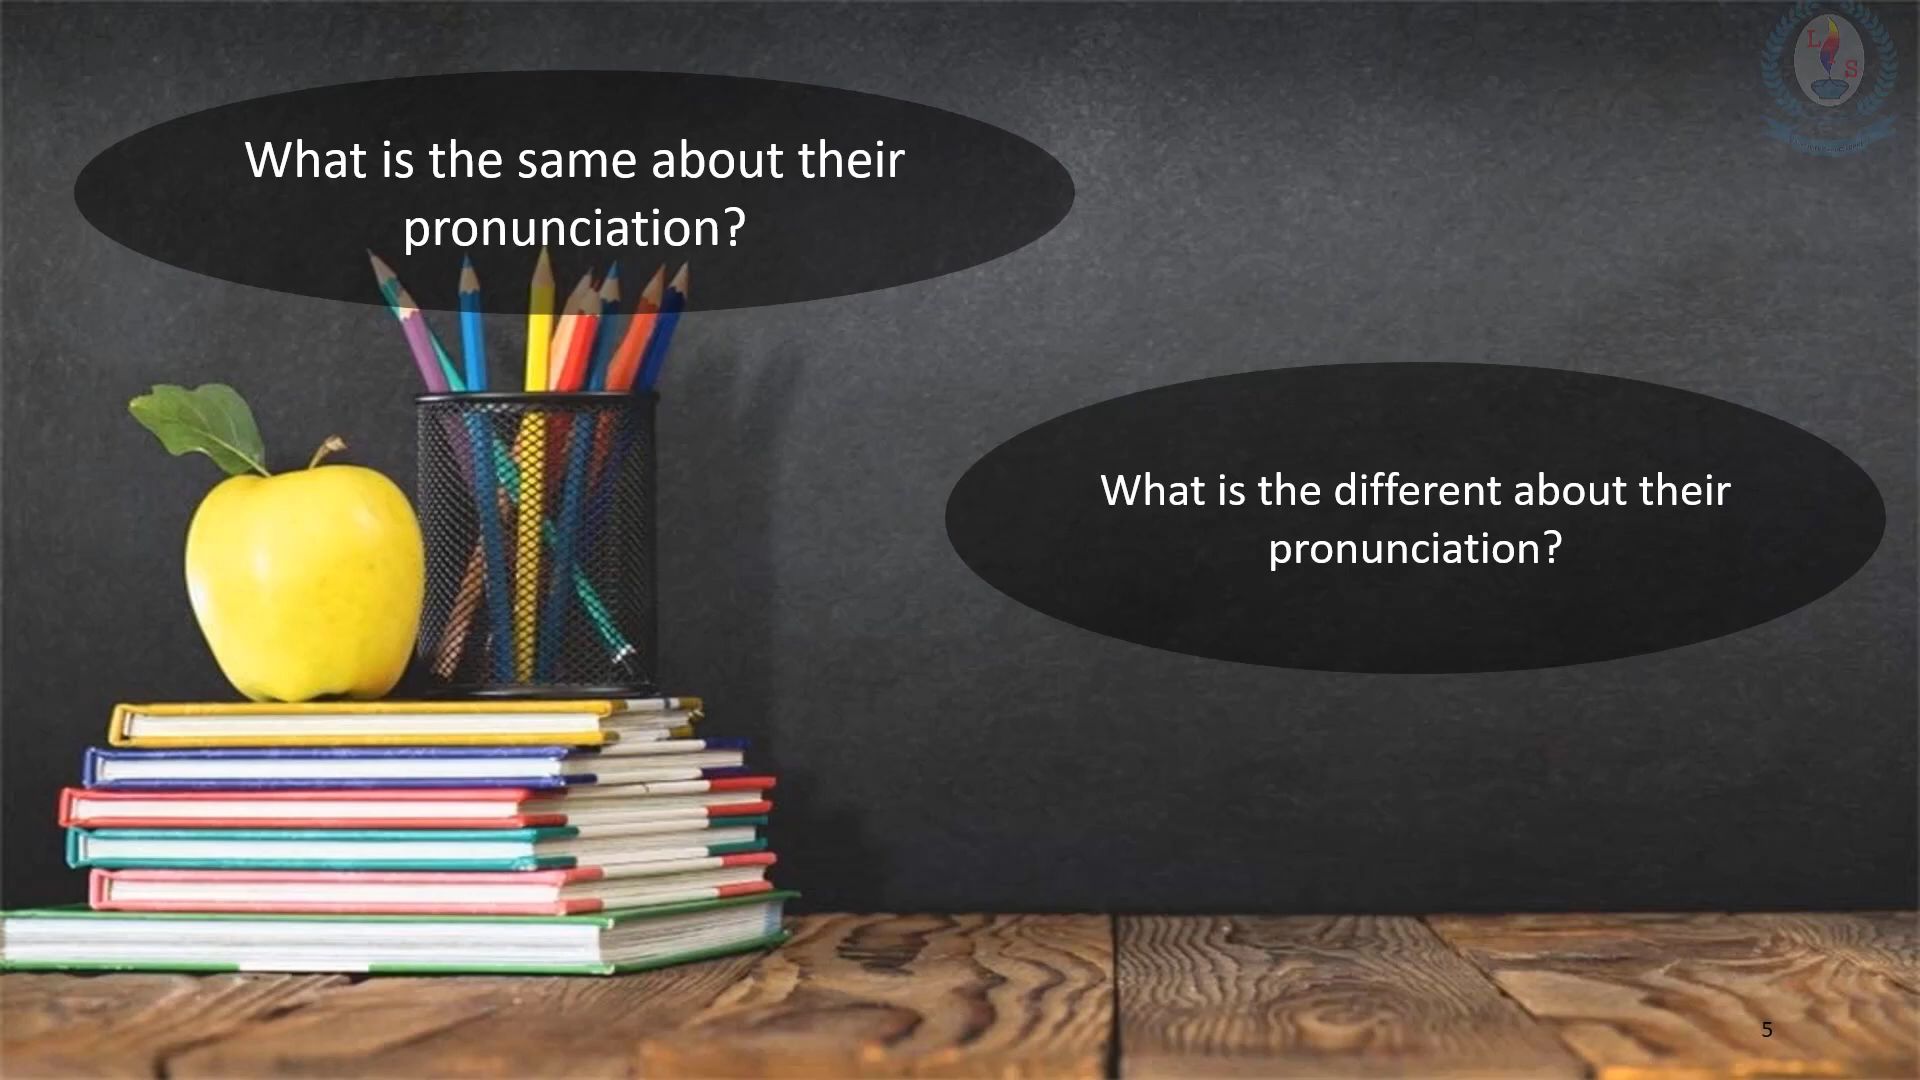 What is the same about their
pronunciation?
What is the different about their
pronunciation?
L
S
5